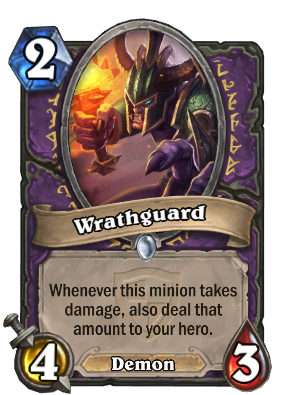 2
Wrathguard
Whenever this minion takes
damage, also deal that
amount to your hero.
4
Demon
3